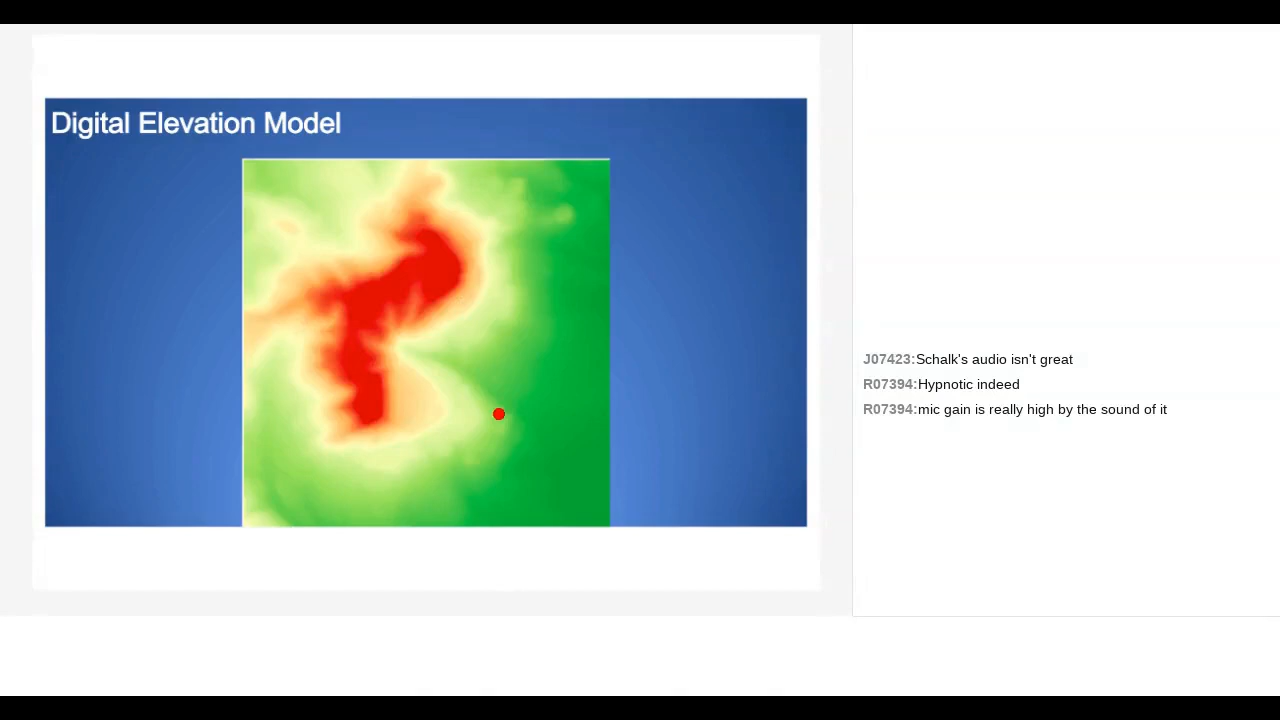 Digital Elevation Model
J07423:Schalk's audio isn't great
R07394:Hypnotic indeed
R07394:mic gain is really high by the sound of it